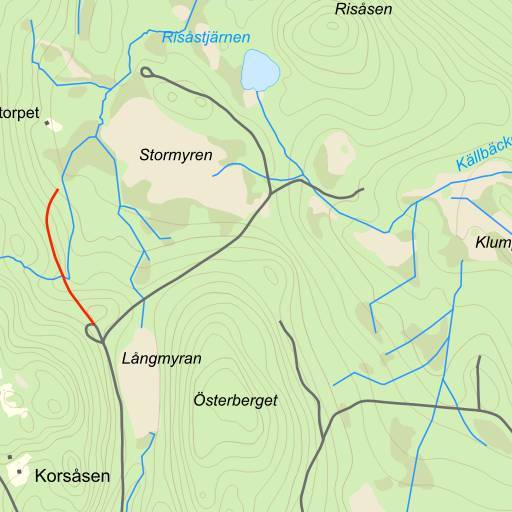 Risåsen
Risåstjärnen
torpet
Stormyren
Källbäck
Klump
Långmyran
Österberget
Korsåsen